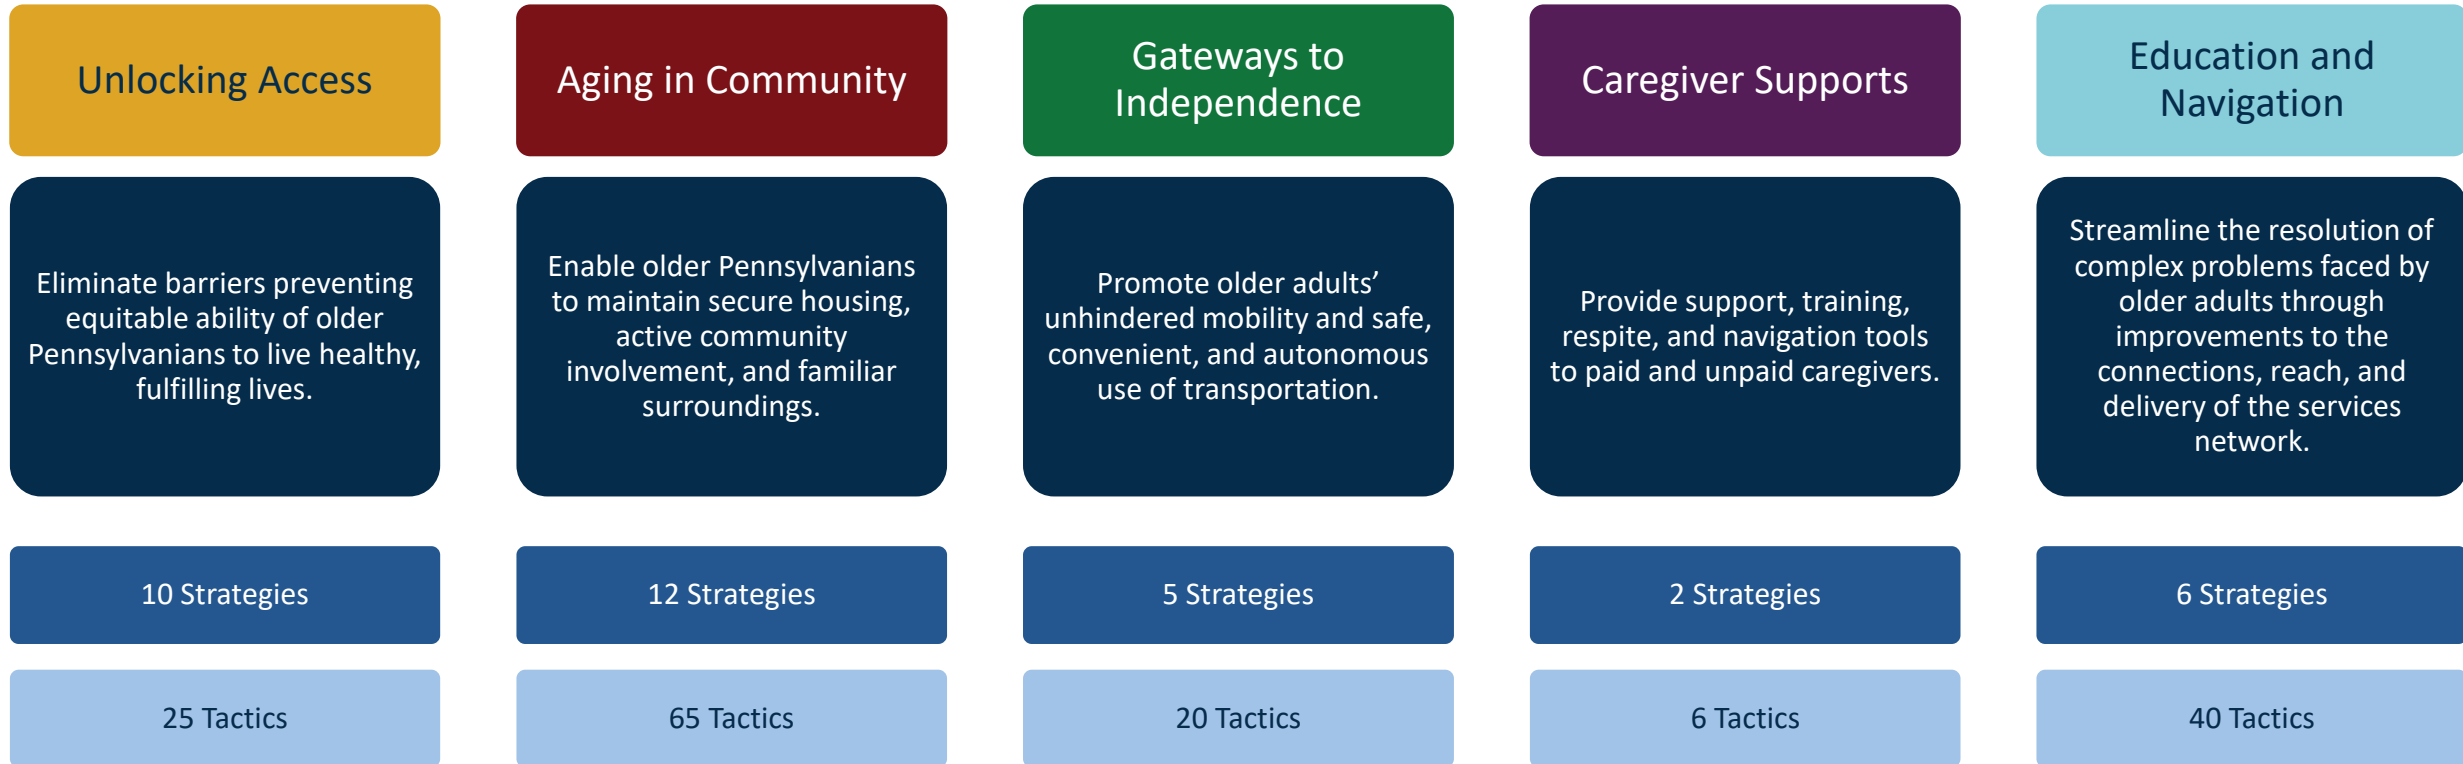 Unlocking Access
Eliminate barriers preventing
equitable ability of older
Pennsylvanians to live healthy,
fulfilling lives.
10 Strategies
25 Tactics
Aging in Community
Enable older Pennsylvanians
to maintain secure housing,
active community
involvement, and familiar
surroundings.
12 Strategies
65 Tactics
Gateways to
Independence
Promote older adults’
unhindered mobility and safe,
convenient, and autonomous
use of transportation.
5 Strategies
20 Tactics
Caregiver Supports
Provide support, training,
respite, and navigation tools
to paid and unpaid caregivers.
2 Strategies
6 Tactics
Education and
Navigation
Streamline the resolution of
complex problems faced by
older adults through
improvements to the
connections, reach, and
delivery of the services
network.
6 Strategies
40 Tactics